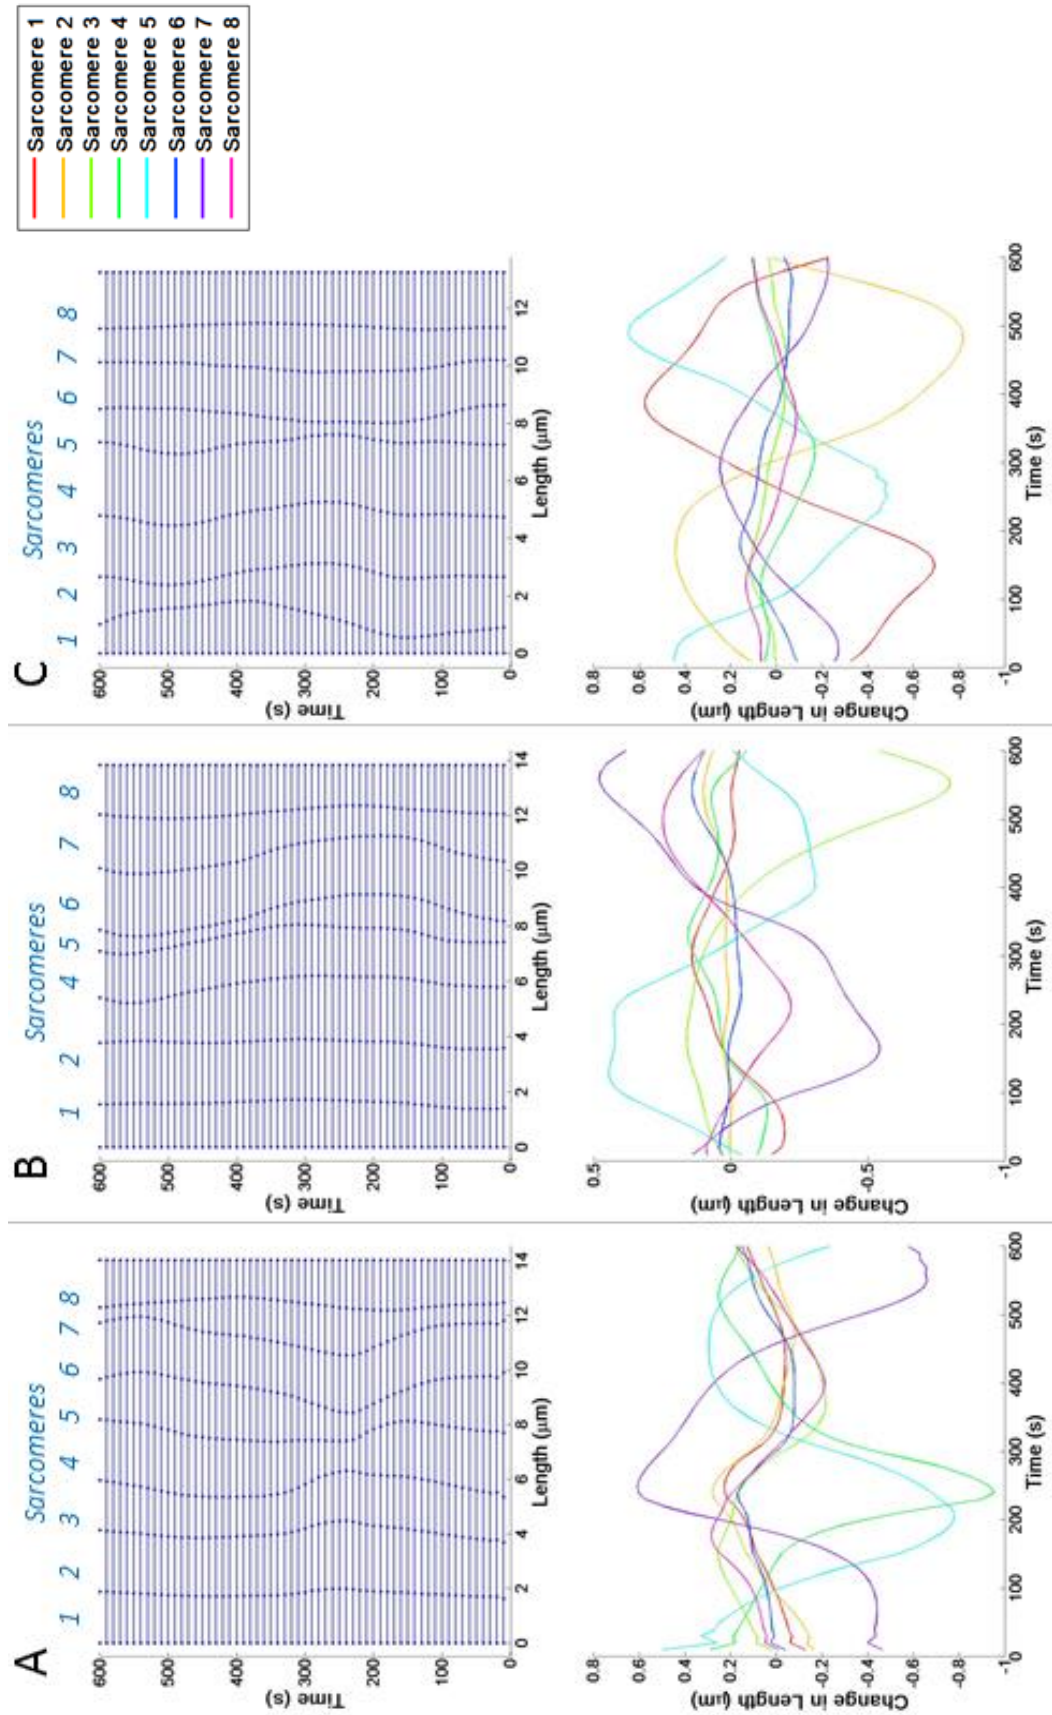 A
Sarcomeres
1 2 3 4 5 6 7 8
Time (s)
600
500
400
300
200
100
0
0 2 4 6 8 10 12 14
Length (μm)
Change in Length (μm)
0.8
0.6
0.4
0.2
0
-0.2
-0.4
-0.6
-0.8
-1
0 100 200 300 400 500 600
Time (s)
B
Sarcomeres
1 2 4 5 6 7 8
Time (s)
600
500
400
300
200
100
0
0 2 4 6 8 10 12 14
Length (μm)
Change in Length (μm)
0.5
0
-0.5
-1
0 100 200 300 400 500 600
Time (s)
C
Sarcomeres
1 2 3 4 5 6 7 8
Time (s)
600
500
400
300
200
100
0
0 2 4 6 8 10 12
Length (μm)
Change in Length (μm)
0.8
0.6
0.4
0.2
0
-0.2
-0.4
-0.6
-0.8
-1
0 100 200 300 400 500 600
Time (s)
Sarcomere 1
Sarcomere 2
Sarcomere 3
Sarcomere 4
Sarcomere 5
Sarcomere 6
Sarcomere 7
Sarcomere 8